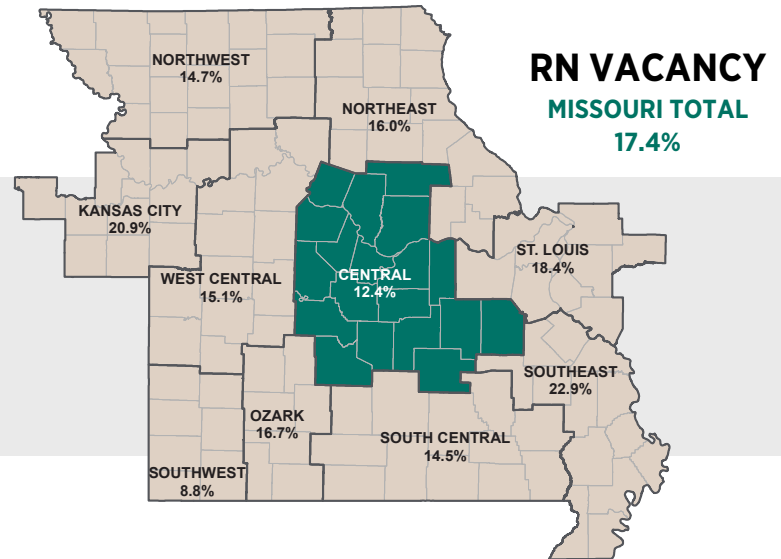 RN VACANCY
MISSOURI TOTAL
17.4%
NORTHWEST
14.7%
NORTHEAST
16.0%
KANSAS CITY
20.9%
ST. LOUIS
18.4%
WEST CENTRAL
15.1%
CENTRAL
12.4%
SOUTHEAST
22.9%
OZARK
16.7%
SOUTH CENTRAL
14.5%
SOUTHWEST
8.8%